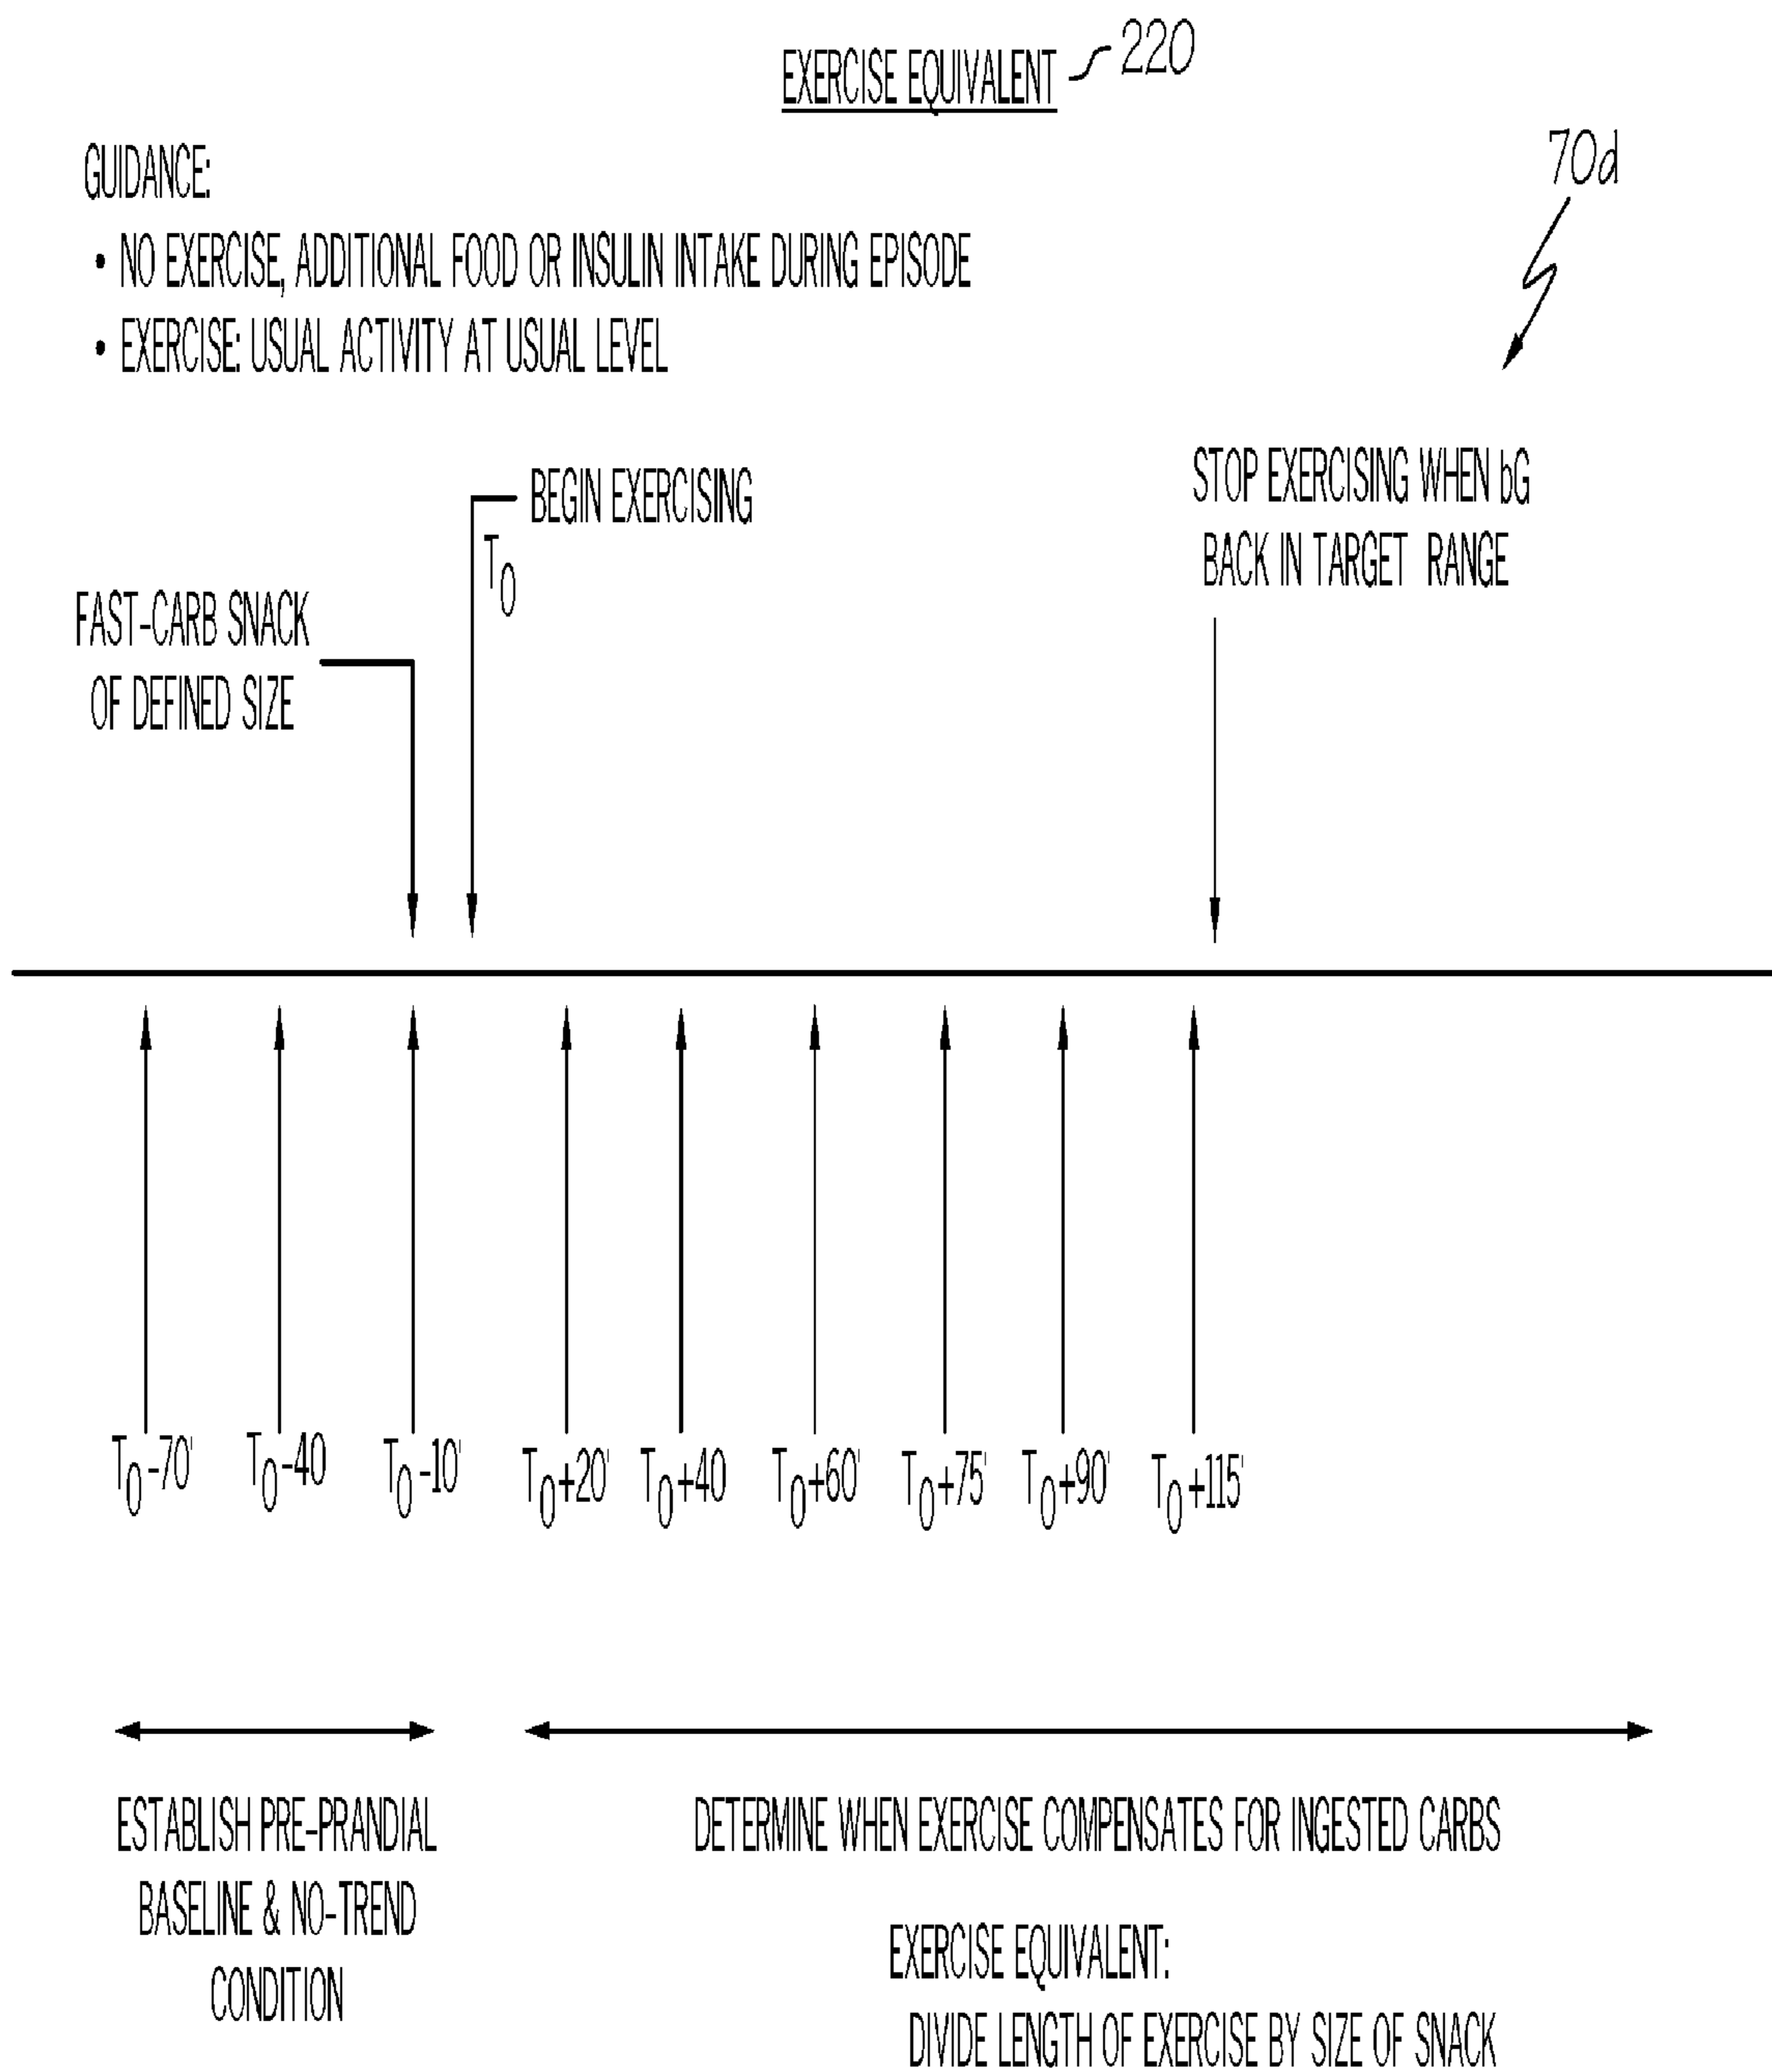 EXERCISE EQUIVALENT 220
70d
GUIDANCE:
• NO EXERCISE, ADDITIONAL FOOD OR INSULIN INTAKE DURING EPISODE
• EXERCISE: USUAL ACTIVITY AT USUAL LEVEL
BEGIN EXERCISING
T0
STOP EXERCISING WHEN bG
BACK IN TARGET RANGE
FAST-CARB SNACK
OF DEFINED SIZE
T0-70' T0-40 T0-10' T0+20' T0+40 T0+60' T0+75' T0+90' T0+115'
ESTABLISH PRE-PRANDIAL
BASELINE & NO-TREND
CONDITION
DETERMINE WHEN EXERCISE COMPENSATES FOR INGESTED CARBS
EXERCISE EQUIVALENT:
DIVIDE LENGTH OF EXERCISE BY SIZE OF SNACK